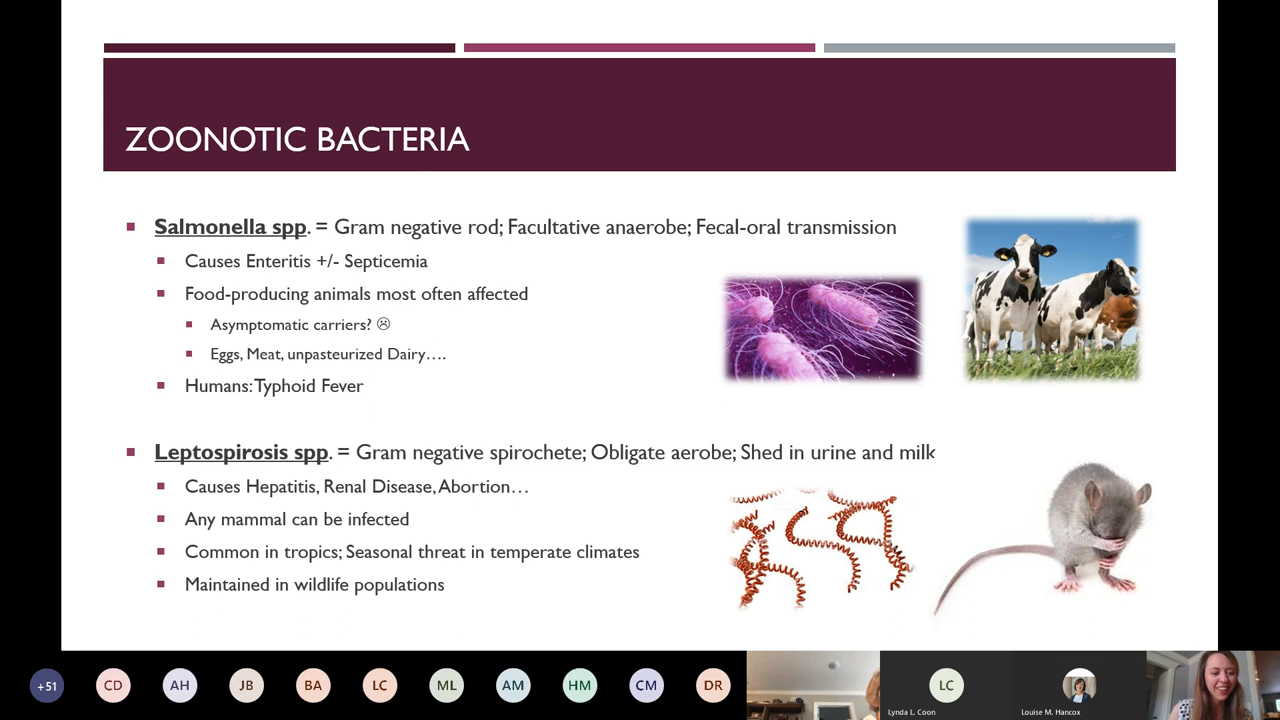 ZOONOTIC BACTERIA
Salmonella spp. = Gram negative rod; Facultative anaerobe; Fecal-oral transmission
Causes Enteritis +/- Septicemia
Food-producing animals most often affected
Asymptomatic carriers? ☹
Eggs, Meat, unpasteurized Dairy….
Humans: Typhoid Fever
Leptospirosis spp. = Gram negative spirochete; Obligate aerobe; Shed in urine and milk
Causes Hepatitis, Renal Disease, Abortion…
Any mammal can be infected
Common in tropics; Seasonal threat in temperate climates
Maintained in wildlife populations
+51 CD AH JB BA LC ML AM HM CM DR LC
Lynda L. Coon Louise M. Hancox